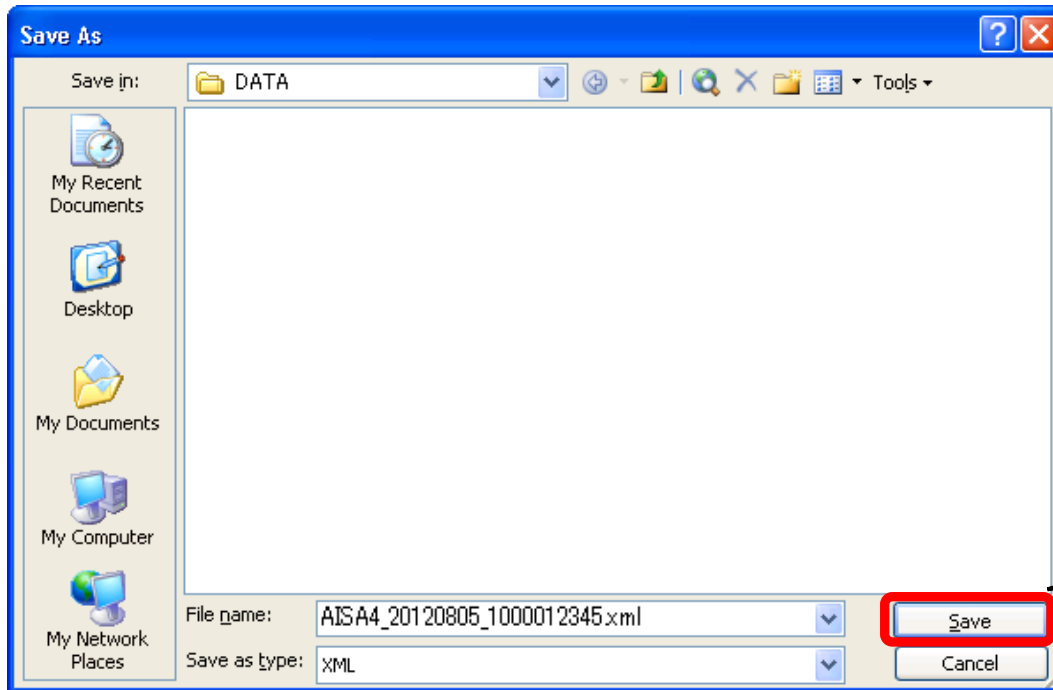 Save As
?
Save in:
DATA
Tools
My Recent
Documents
Desktop
My Documents
My Computer
My Network
Places
File name:
AISA4_20120805_1000012345.xml
Save
Save as type:
XML
Cancel